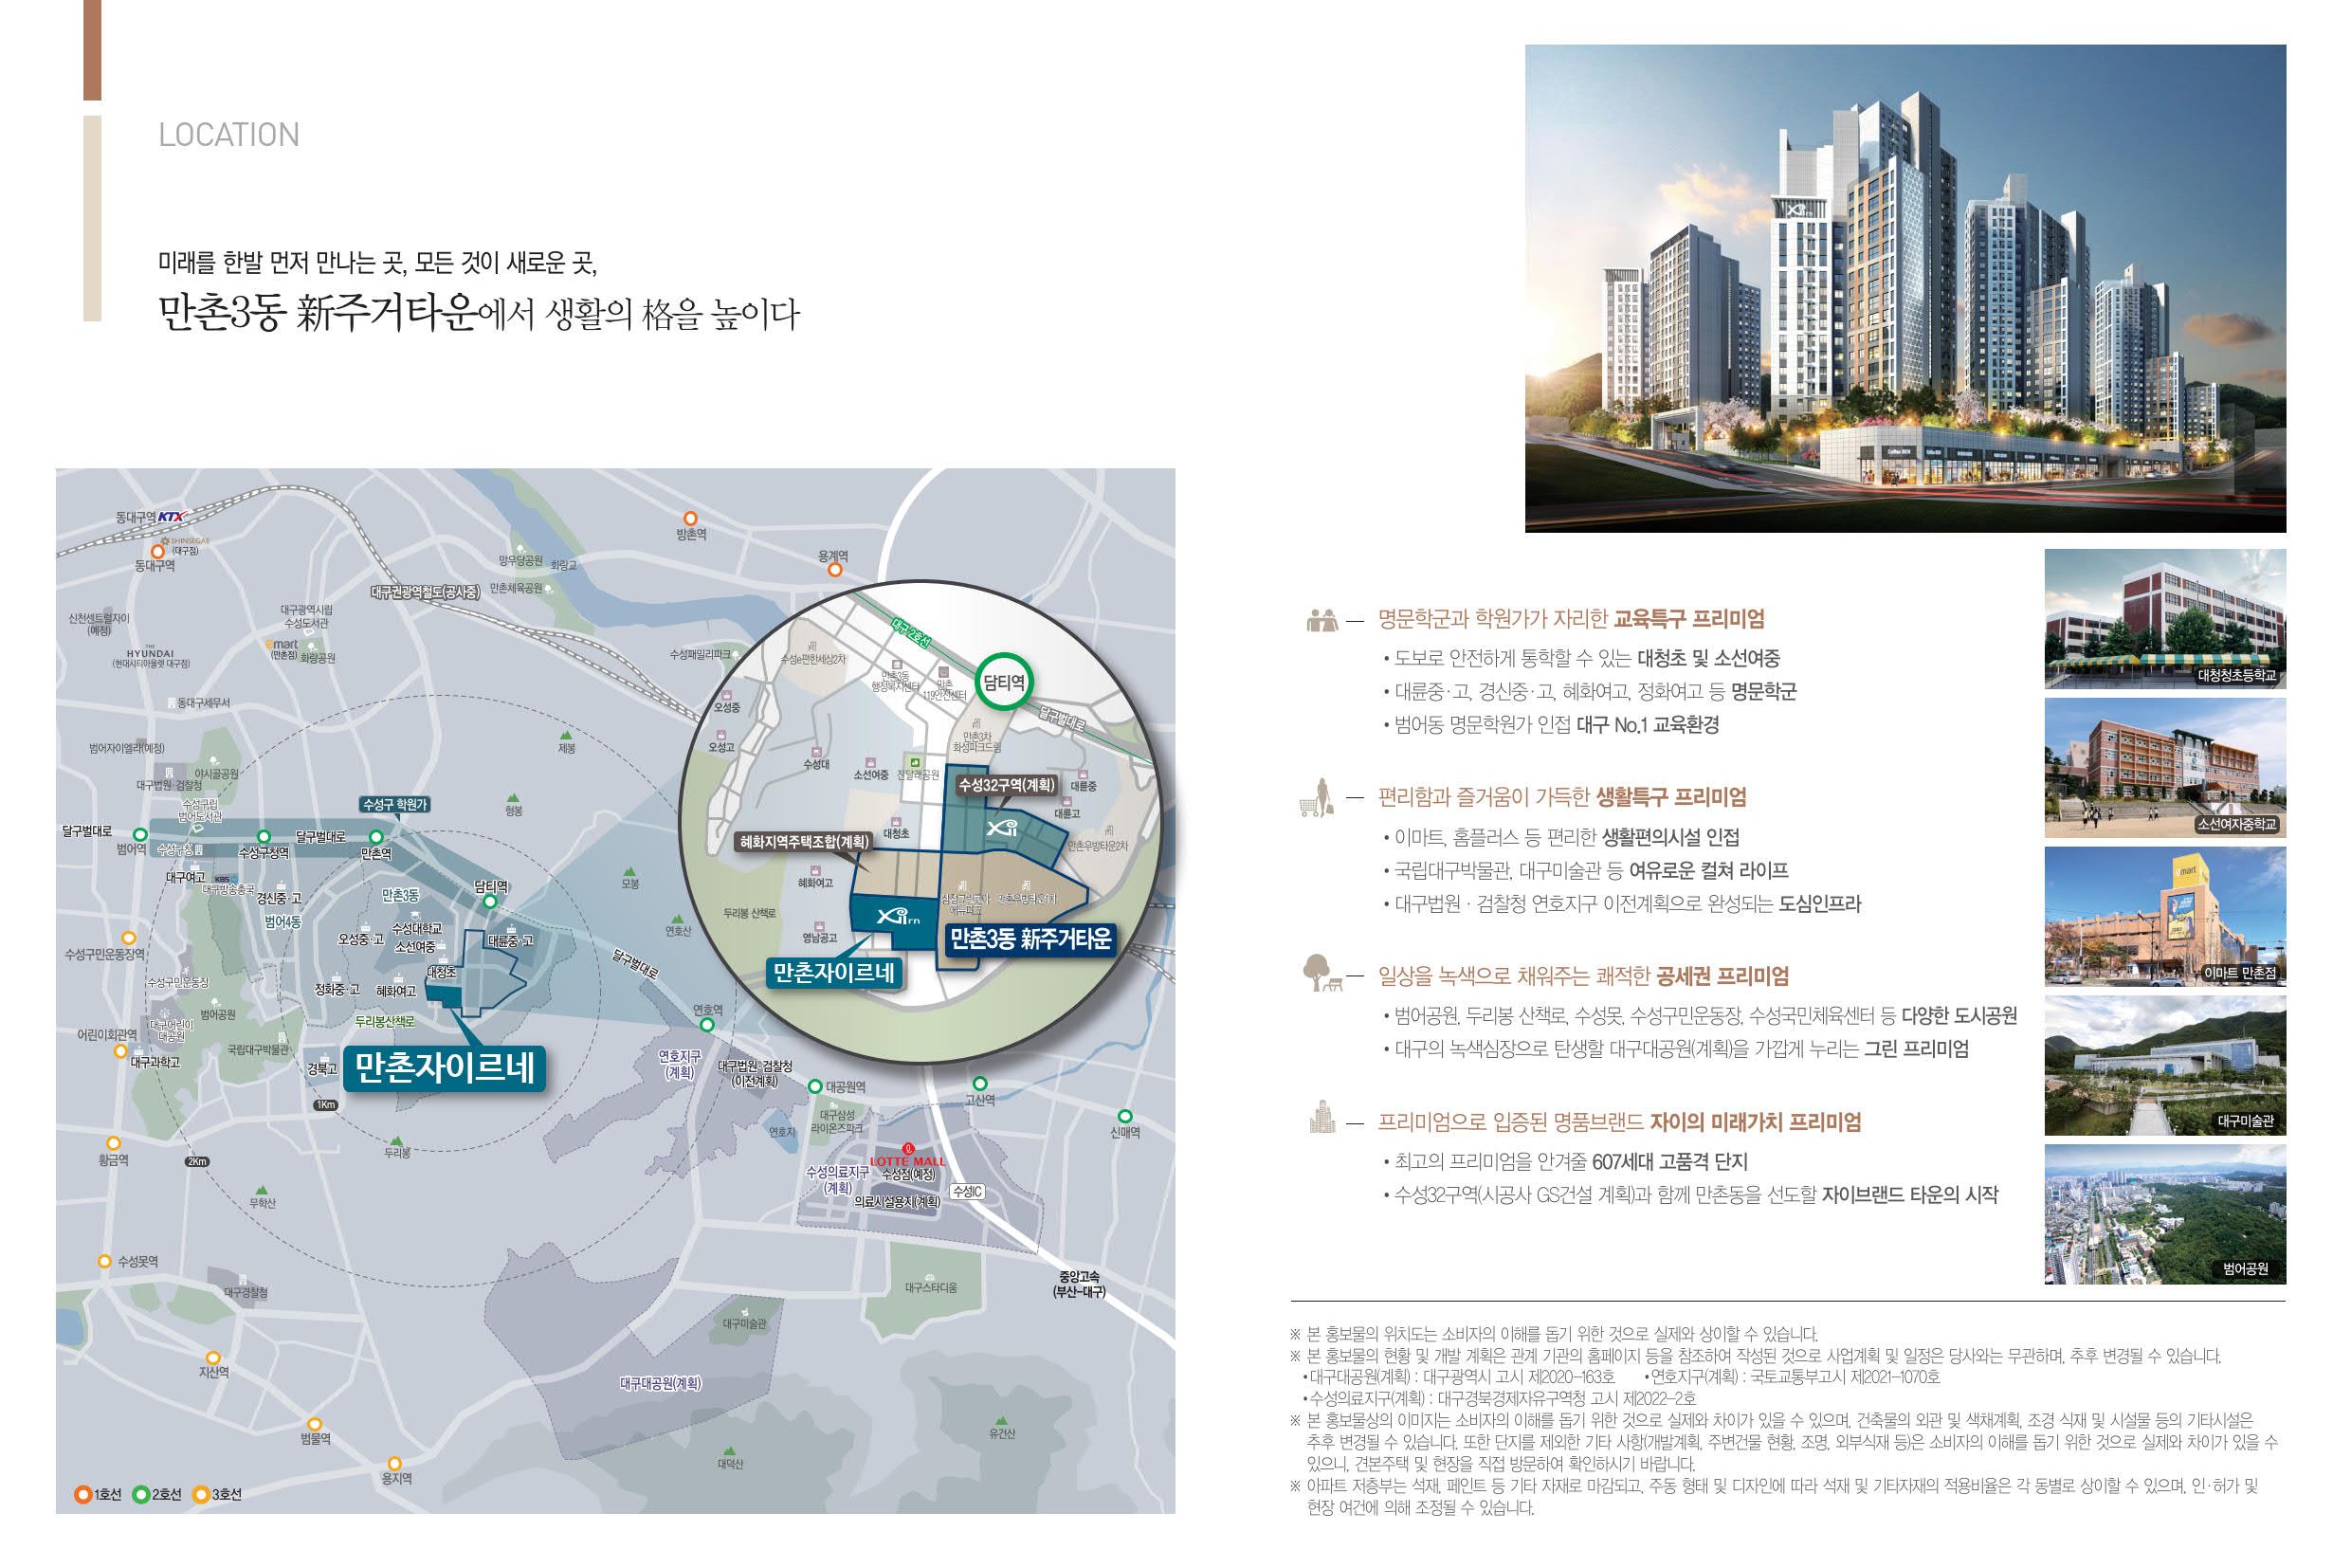 LOCATION
미래를 한발 먼저 만나는 곳, 모든 것이 새로운 곳,
만촌3동 新주거타운에서 생활의 格을 높이다
동대구역 KTX
SHINSEGAE
(대구점)
동대구역
방촌역
용계역
망우당공원
화랑교
만촌체육공원
대구권광역철도(공사중)
신천센트럴자이
(예정)
대구광역시립
수성도서관
THE
HYUNDAI
(현대시티아울렛 대구점)
emart
(만촌점)
화랑공원
수성패밀리파크
동대구세무서
오성중
오성고
제봉
형봉
모봉
연호산
범어자이엘라(예정)
야시골공원
대구법원·검찰청
수성구립
범어도서관
수성구 학원가
달구벌대로
범어역
수성구청
수성구청역
달구벌대로
만촌역
담티역
대구여고
KBS
대구방송총국
경신중·고
범어4동
만촌3동
수성대학교
오성중·고
소선여중
대륜중·고
대청초
정화중·고
혜화여고
두리봉산책로
달구벌대로
수성구민운동장역
수성구민운동장
범어공원
대구어린이
대공원
어린이회관역
대구과학고
국립대구박물관
경북고
만촌자이르네
1Km
2Km
두리봉
황금역
무학산
수성못역
대구경찰청
지산역
범물역
용지역
연호역
연호지구
(계획)
대구법원·검찰청
(이전계획)
대공원역
대구삼성
라이온즈파크
연호지
고산역
신매역
LOTTE MALL
수성점(예정)
수성의료지구
(계획)
의료시설용지(계획)
수성IC
중앙고속
(부산-대구)
대구스타디움
대구미술관
대구대공원(계획)
대덕산
유건산
1호선 2호선 3호선
대구 2호선
수성e편한세상2차
만촌3동
행정복지센터
만촌
119안전센터
담티역
달구벌대로
만촌3차
화성파크드림
수성대
소선여중
진달래공원
수성32구역(계획)
대륜중
대륜고
Xi
만촌우방타운2차
대청초
혜화지역주택조합(계획)
혜화여고
두리봉 산책로
Xirn
영남공고
만촌3동 新주거타운
만촌자이르네
명문학군과 학원가가 자리한 교육특구 프리미엄
• 도보로 안전하게 통학할 수 있는 대청초 및 소선여중
• 대륜중·고, 경신중·고, 혜화여고, 정화여고 등 명문학군
• 범어동 명문학원가 인접 대구 No.1 교육환경
편리함과 즐거움이 가득한 생활특구 프리미엄
• 이마트, 홈플러스 등 편리한 생활편의시설 인접
• 국립대구박물관, 대구미술관 등 여유로운 컬쳐 라이프
• 대구법원 · 검찰청 연호지구 이전계획으로 완성되는 도심인프라
일상을 녹색으로 채워주는 쾌적한 공세권 프리미엄
• 범어공원, 두리봉 산책로, 수성못, 수성구민운동장, 수성국민체육센터 등 다양한 도시공원
• 대구의 녹색심장으로 탄생할 대구대공원(계획)을 가깝게 누리는 그린 프리미엄
프리미엄으로 입증된 명품브랜드 자이의 미래가치 프리미엄
• 최고의 프리미엄을 안겨줄 607세대 고품격 단지
• 수성32구역(시공사 GS건설 계획)과 함께 만촌동을 선도할 자이브랜드 타운의 시작
대청청초등학교
소선여자중학교
emart
이마트 만촌점
대구미술관
범어공원
※ 본 홍보물의 위치도는 소비자의 이해를 돕기 위한 것으로 실제와 상이할 수 있습니다.
※ 본 홍보물의 현황 및 개발 계획은 관계 기관의 홈페이지 등을 참조하여 작성된 것으로 사업계획 및 일정은 당사와는 무관하며, 추후 변경될 수 있습니다.
•대구대공원(계획) : 대구광역시 고시 제2020-163호 •연호지구(계획) : 국토교통부고시 제2021-1070호
•수성의료지구(계획) : 대구경북경제자유구역청 고시 제2022-2호
※ 본 홍보물상의 이미지는 소비자의 이해를 돕기 위한 것으로 실제와 차이가 있을 수 있으며, 건축물의 외관 및 색채계획, 조경 식재 및 시설물 등의 기타시설은
추후 변경될 수 있습니다. 또한 단지를 제외한 기타 사항(개발계획, 주변건물 현황, 조명, 외부식재 등)은 소비자의 이해를 돕기 위한 것으로 실제와 차이가 있을 수
있으니, 견본주택 및 현장을 직접 방문하여 확인하시기 바랍니다.
※ 아파트 저층부는 석재, 페인트 등 기타 자재로 마감되고, 주동 형태 및 디자인에 따라 석재 및 기타자재의 적용비율은 각 동별로 상이할 수 있으며, 인·허가 및
현장 여건에 의해 조정될 수 있습니다.